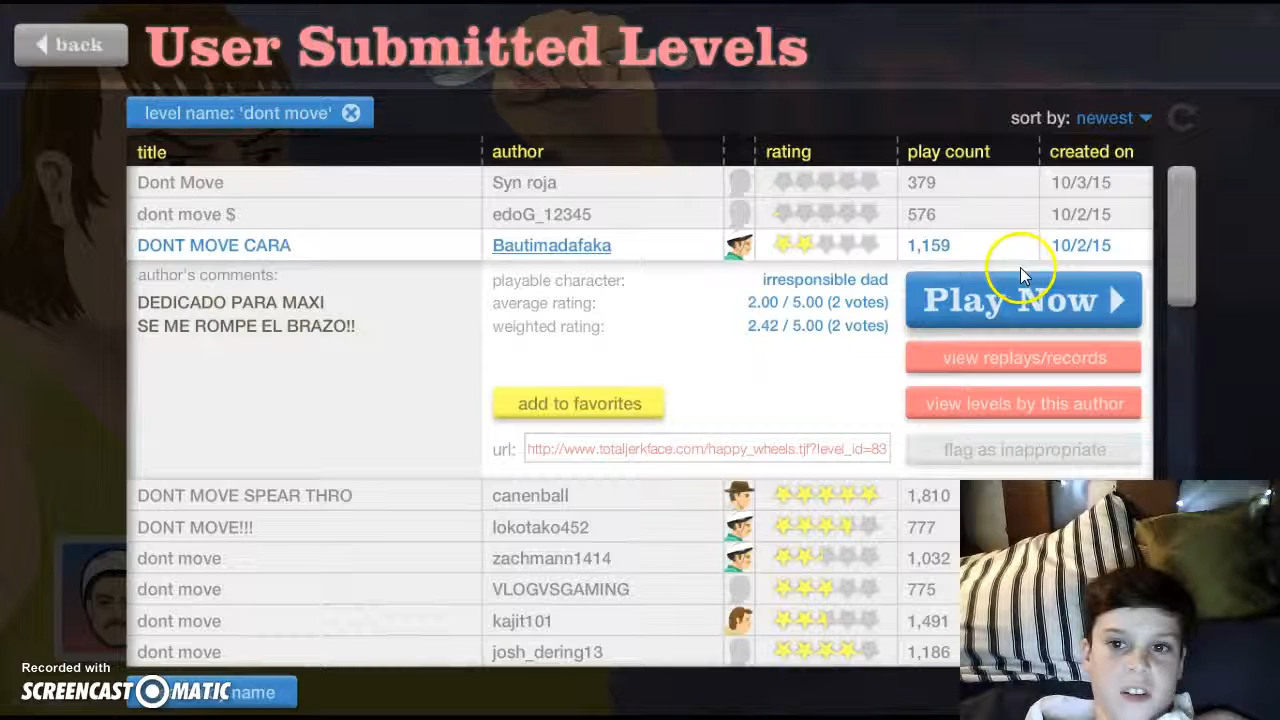 back
User Submitted Levels
level name: 'dont move'
sort by: newest
title author rating play count created on
Dont Move Syn roja 379 10/3/15
dont move $ edoG_12345 576 10/2/15
DONT MOVE CARA Bautimadafaka 1,159 10/2/15
author's comments:
DEDICADO PARA MAXI
SE ME ROMPE EL BRAZO!!
playable character: irresponsible dad
average rating: 2.00 / 5.00 (2 votes)
weighted rating: 2.42 / 5.00 (2 votes)
add to favorites
url: http://www.totaljerkface.com/happy_wheels.tjf?level_id=83
Play Now
view replays/records
view levels by this author
flag as inappropriate
DONT MOVE SPEAR THRO canenball 1,810
DONT MOVE!!! lokotako452 777
dont move zachmann1414 1,032
dont move VLOGVSGAMING 775
dont move kajit101 1,491
dont move josh_dering13 1,186
Recorded with
SCREENCAST MATIC
name